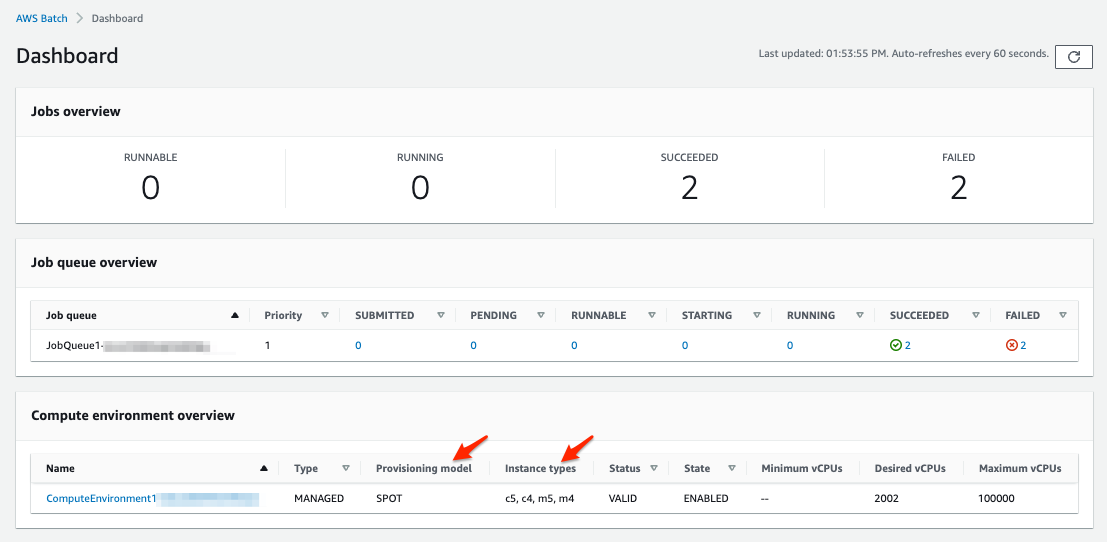 AWS Batch > Dashboard
Dashboard
Last updated: 01:53:55 PM. Auto-refreshes every 60 seconds.
Jobs overview
RUNNABLE RUNNING SUCCEEDED FAILED
0 0 2 2
Job queue overview
Job queue Priority SUBMITTED PENDING RUNNABLE STARTING RUNNING SUCCEEDED FAILED
JobQueue1- 1 0 0 0 0 0 2 2
Compute environment overview
Name Type Provisioning model Instance types Status State Minimum vCPUs Desired vCPUs Maximum vCPUs
ComputeEnvironment1 MANAGED SPOT c5, c4, m5, m4 VALID ENABLED -- 2002 100000